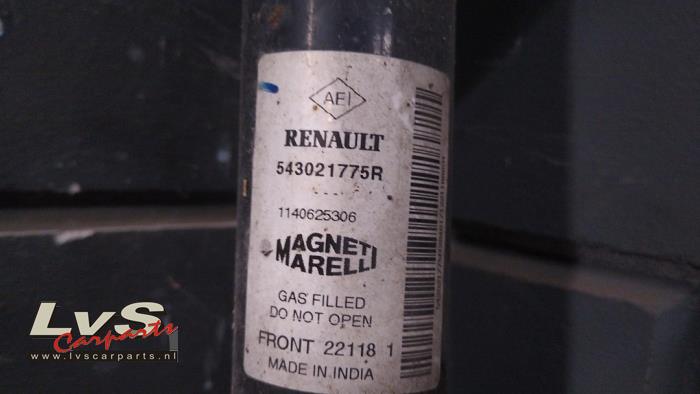 AEI
RENAULT
543021775R
----
1140625306
MAGNETI
MARELLI
GAS FILLED
DO NOT OPEN
FRONT 22118 1
MADE IN INDIA
LvS
Carparts
www.lvscarparts.nl